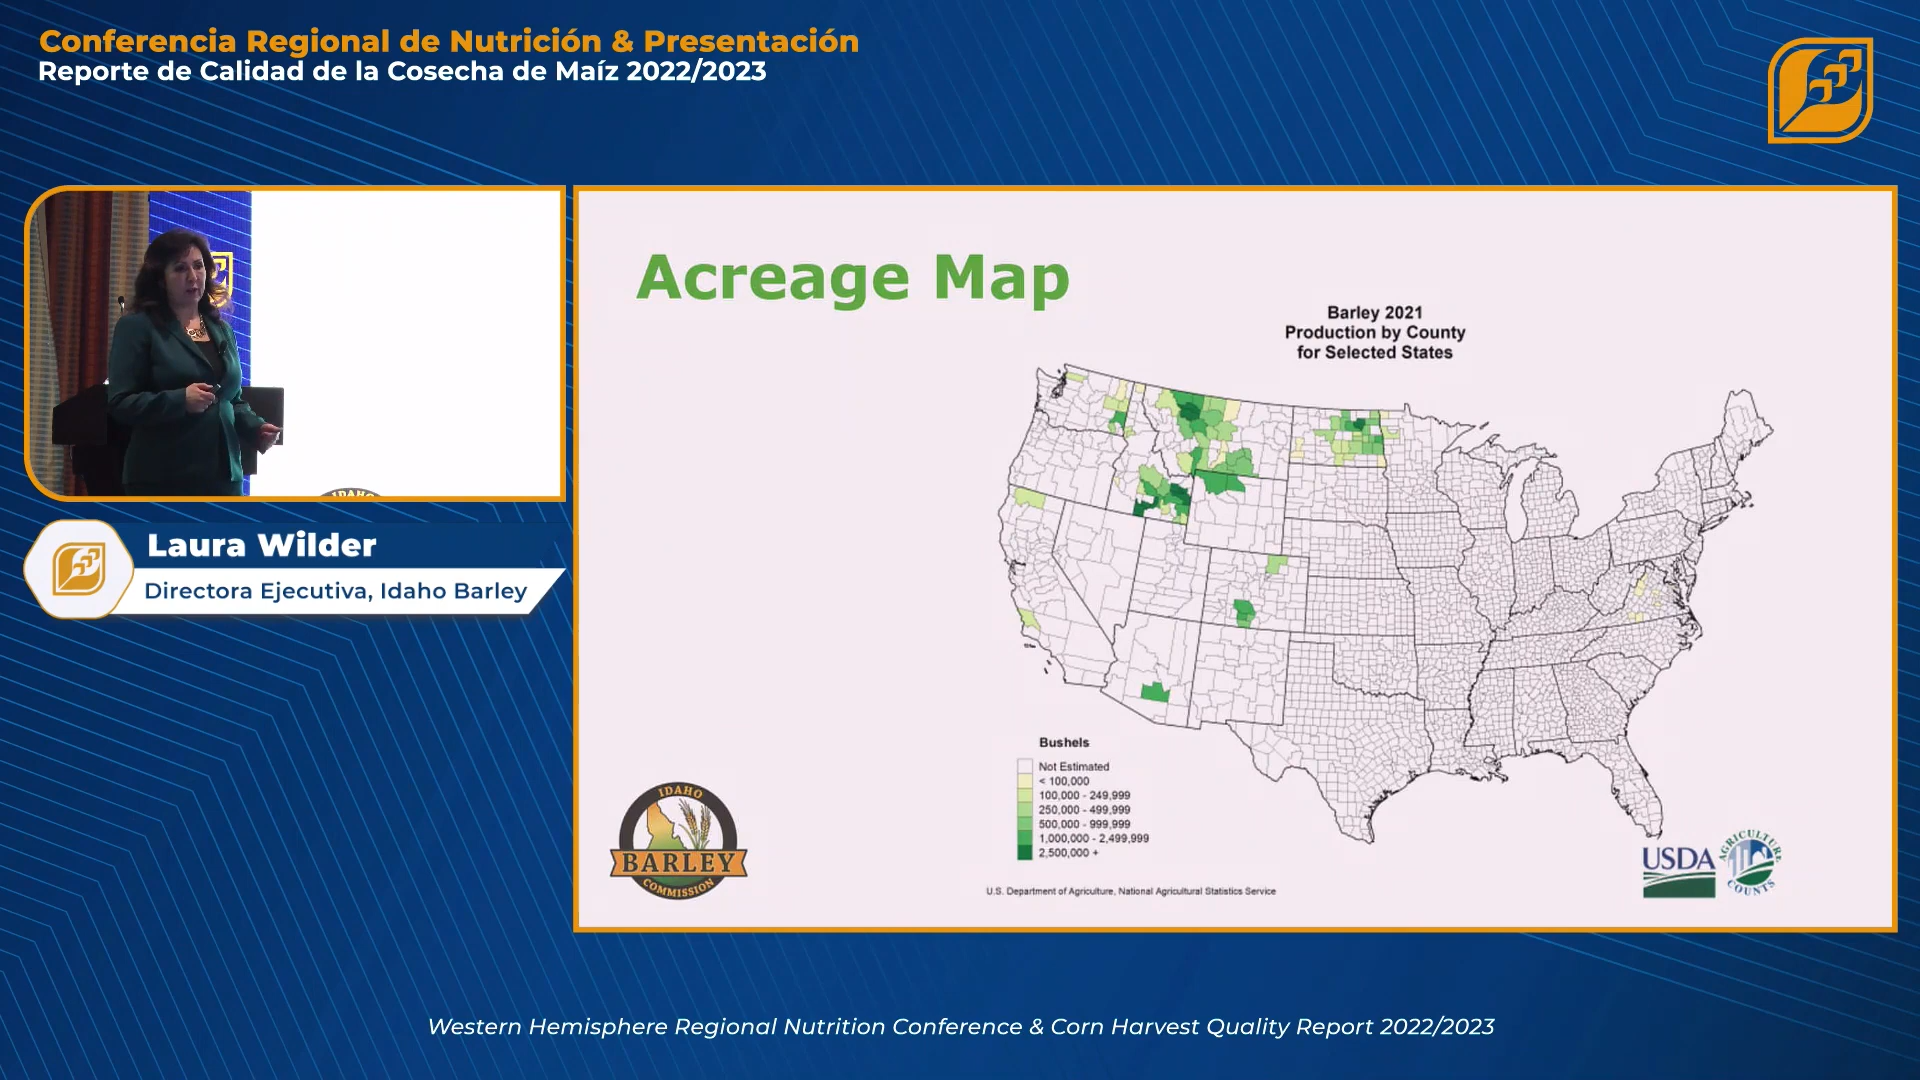 Conferencia Regional de Nutrición & Presentación
Reporte de Calidad de la Cosecha de Maíz 2022/2023
IDAHO
Laura Wilder
Directora Ejecutiva, Idaho Barley
Acreage Map
Barley 2021
Production by County
for Selected States
Bushels
Not Estimated
< 100,000
100,000 - 249,999
250,000 - 499,999
500,000 - 999,999
1,000,000 - 2,499,999
2,500,000 +
U.S. Department of Agriculture, National Agricultural Statistics Service
IDAHO
BARLEY
COMMISSION
USDA
AGRICULTURE
COUNTS
Western Hemisphere Regional Nutrition Conference & Corn Harvest Quality Report 2022/2023